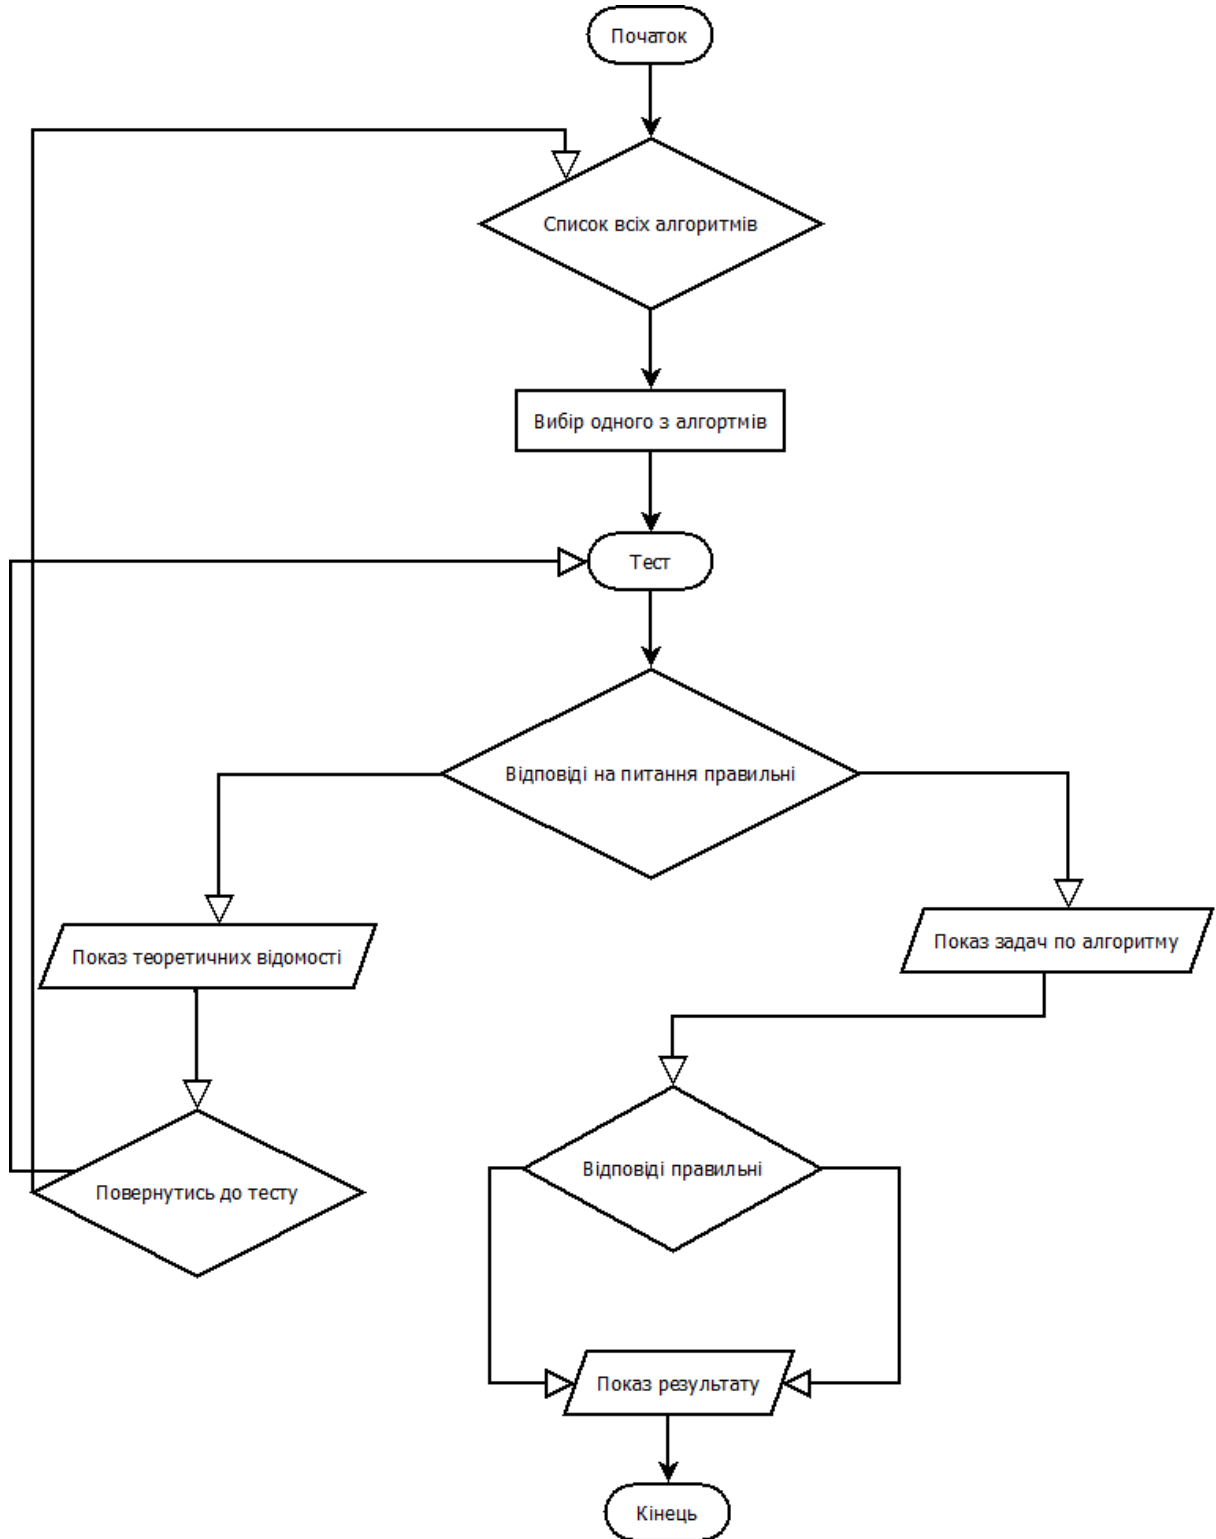 Початок
Список всіх алгоритмів
Вибір одного з алгортмів
Тест
Відповіді на питання правильні
Показ теоретичних відомості
Показ задач по алгоритму
Повернутись до тесту
Відповіді правильні
Показ результату
Кінець